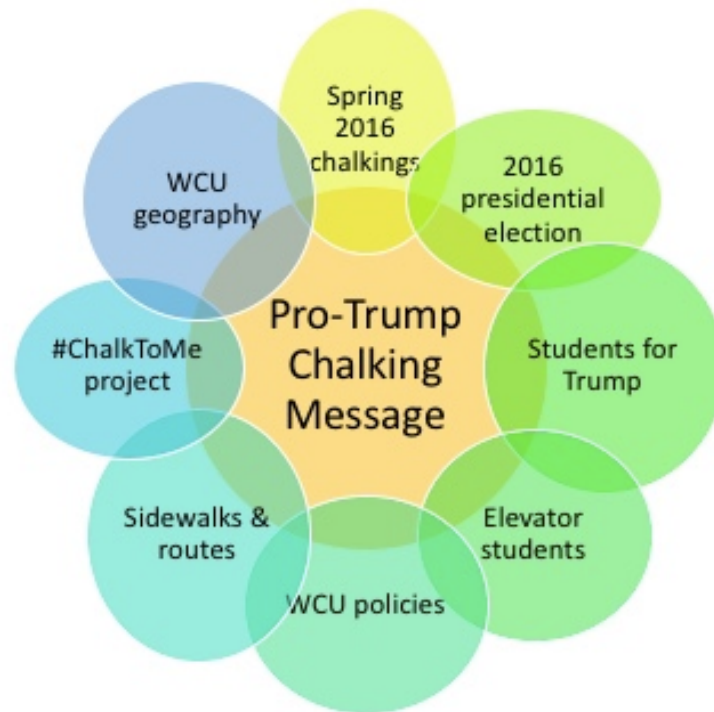 Spring
2016
chalkings
2016
presidential
election
Students for
Trump
Elevator
students
WCU policies
Sidewalks &
routes
#ChalkToMe
project
WCU
geography
Pro-Trump
Chalking
Message